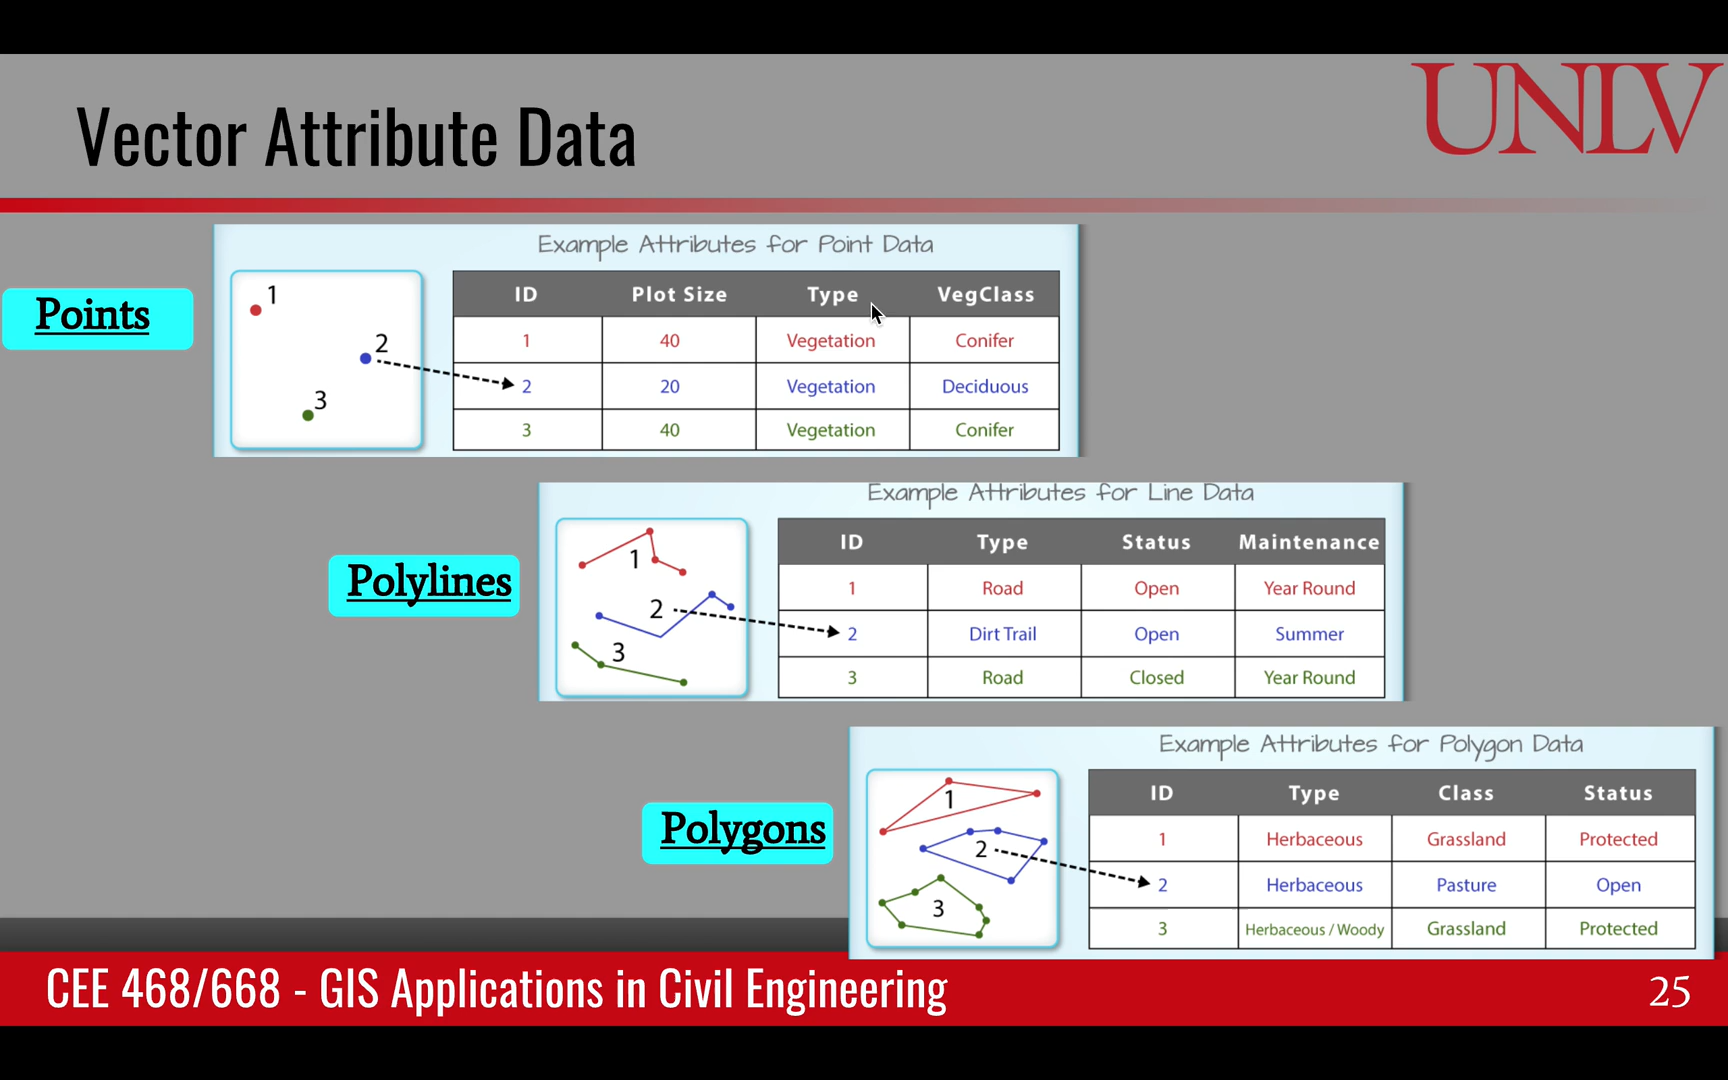 UNLV
Vector Attribute Data
Points
Example Attributes for Point Data
1
2
3
ID Plot Size Type VegClass
1 40 Vegetation Conifer
2 20 Vegetation Deciduous
3 40 Vegetation Conifer
Polylines
Example Attributes for Line Data
1
2
3
ID Type Status Maintenance
1 Road Open Year Round
2 Dirt Trail Open Summer
3 Road Closed Year Round
Polygons
Example Attributes for Polygon Data
1
2
3
ID Type Class Status
1 Herbaceous Grassland Protected
2 Herbaceous Pasture Open
3 Herbaceous / Woody Grassland Protected
CEE 468/668 - GIS Applications in Civil Engineering
25